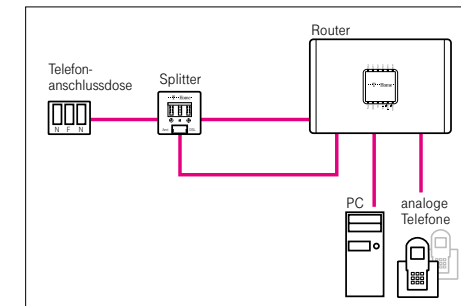 Router
Telefon-
anschlussdose
Splitter
N F N
PC
analoge
Telefone